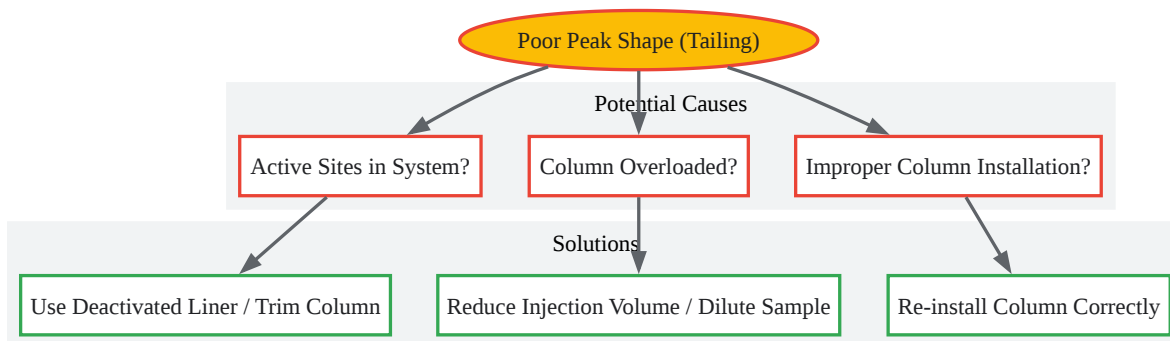 Poor Peak Shape (Tailing)
Potential Causes
Active Sites in System?
Column Overloaded?
Improper Column Installation?
Solutions
Use Deactivated Liner / Trim Column
Reduce Injection Volume / Dilute Sample
Re-install Column Correctly